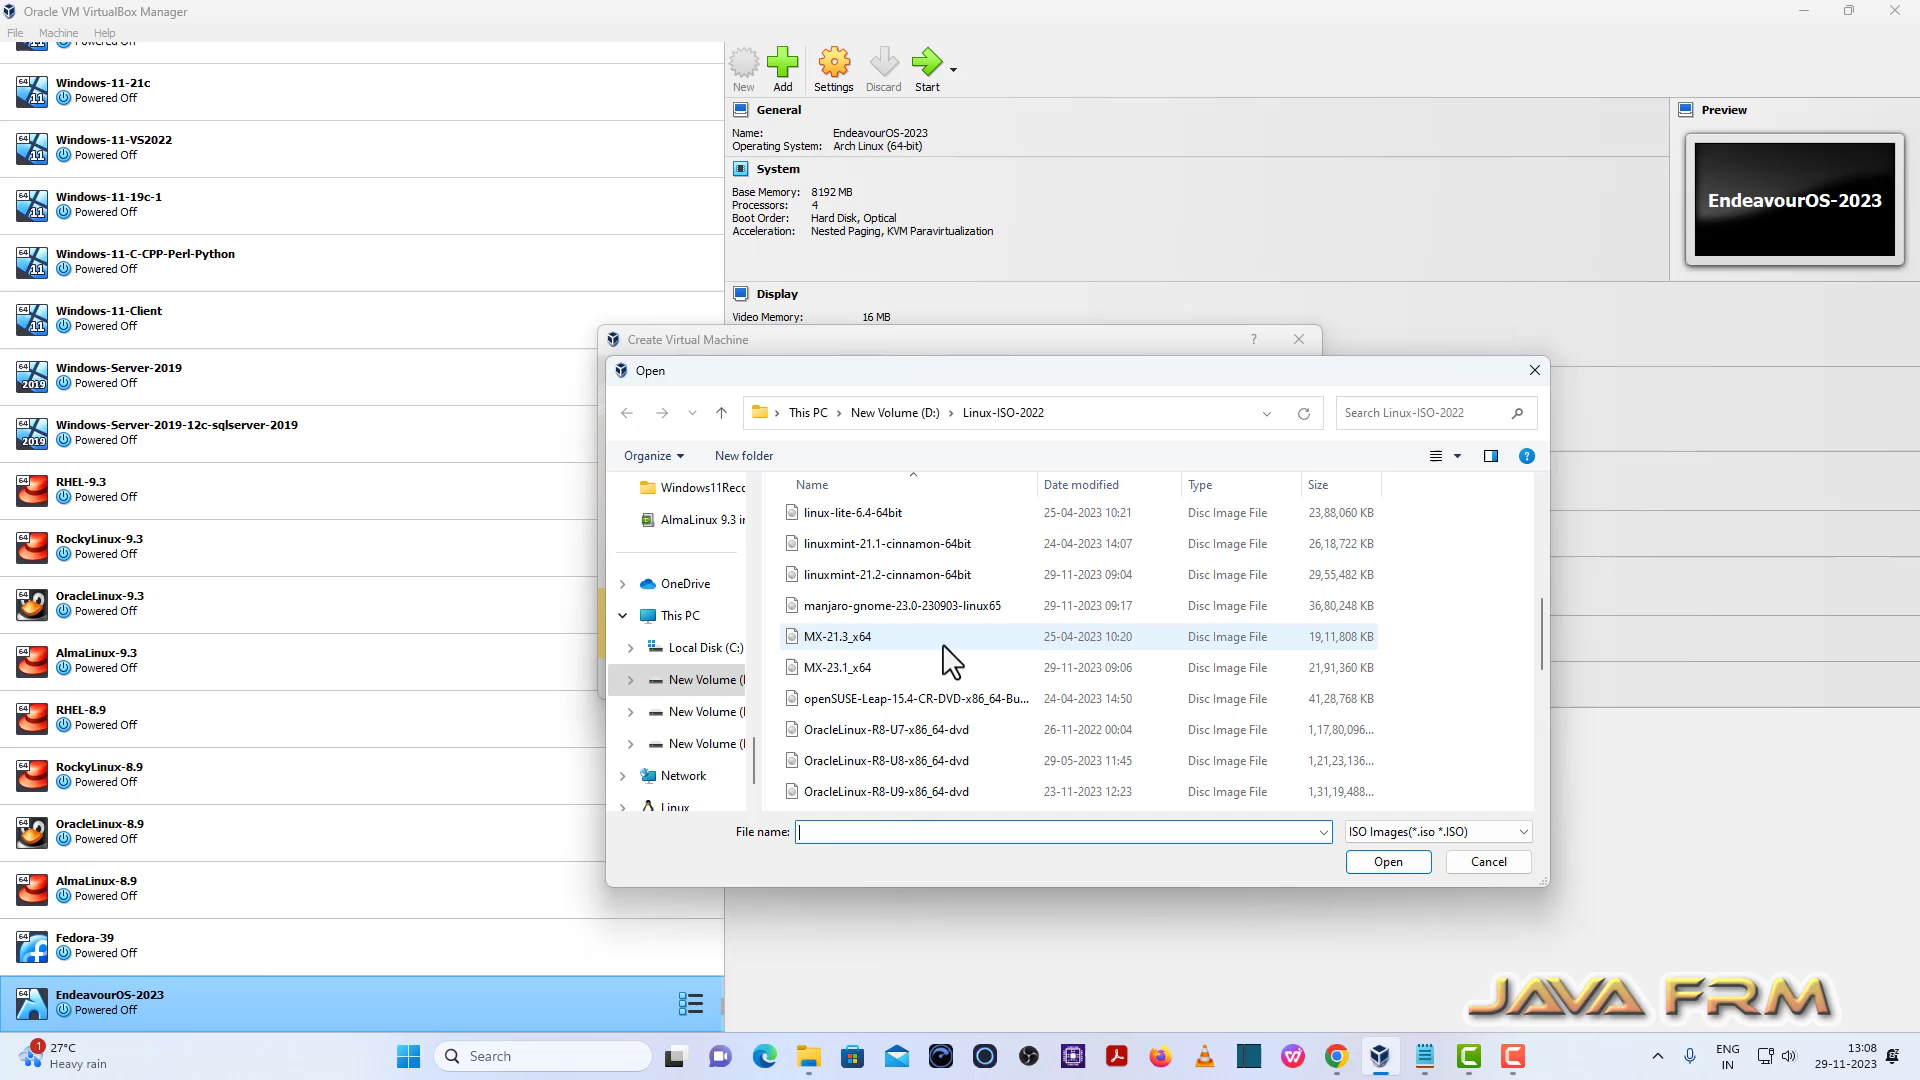 Oracle VM VirtualBox Manager
File Machine Help
Powered Off
Windows-11-21c
Powered Off
Windows-11-VS2022
Powered Off
Windows-11-19c-1
Powered Off
Windows-11-C-CPP-Perl-Python
Powered Off
Windows-11-Client
Powered Off
Windows-Server-2019
Powered Off
Windows-Server-2019-12c-sqlserver-2019
Powered Off
RHEL-9.3
Powered Off
RockyLinux-9.3
Powered Off
OracleLinux-9.3
Powered Off
AlmaLinux-9.3
Powered Off
RHEL-8.9
Powered Off
RockyLinux-8.9
Powered Off
OracleLinux-8.9
Powered Off
AlmaLinux-8.9
Powered Off
Fedora-39
Powered Off
EndeavourOS-2023
Powered Off
New Add Settings Discard Start
General
Name: EndeavourOS-2023
Operating System: Arch Linux (64-bit)
System
Base Memory: 8192 MB
Processors: 4
Boot Order: Hard Disk, Optical
Acceleration: Nested Paging, KVM Paravirtualization
Display
Video Memory: 16 MB
Preview
EndeavourOS-2023
Create Virtual Machine ?
Open
This PC › New Volume (D:) › Linux-ISO-2022
Search Linux-ISO-2022
Organize New folder
Windows11Reco
AlmaLinux 9.3 in
OneDrive
This PC
Local Disk (C:)
New Volume (
New Volume (
New Volume (
Network
Linux
Name Date modified Type Size
linux-lite-6.4-64bit 25-04-2023 10:21 Disc Image File 23,88,060 KB
linuxmint-21.1-cinnamon-64bit 24-04-2023 14:07 Disc Image File 26,18,722 KB
linuxmint-21.2-cinnamon-64bit 29-11-2023 09:04 Disc Image File 29,55,482 KB
manjaro-gnome-23.0-230903-linux65 29-11-2023 09:17 Disc Image File 36,80,248 KB
MX-21.3_x64 25-04-2023 10:20 Disc Image File 19,11,808 KB
MX-23.1_x64 29-11-2023 09:06 Disc Image File 21,91,360 KB
openSUSE-Leap-15.4-CR-DVD-x86_64-Bu... 24-04-2023 14:50 Disc Image File 41,28,768 KB
OracleLinux-R8-U7-x86_64-dvd 26-11-2022 00:04 Disc Image File 1,17,80,096...
OracleLinux-R8-U8-x86_64-dvd 29-05-2023 11:45 Disc Image File 1,21,23,136...
OracleLinux-R8-U9-x86_64-dvd 23-11-2023 12:23 Disc Image File 1,31,19,488...
File name: ISO Images(*.iso *.ISO)
Open Cancel
JAVA FRM
1
27°C
Heavy rain
Search
ENG
IN
13:08
29-11-2023